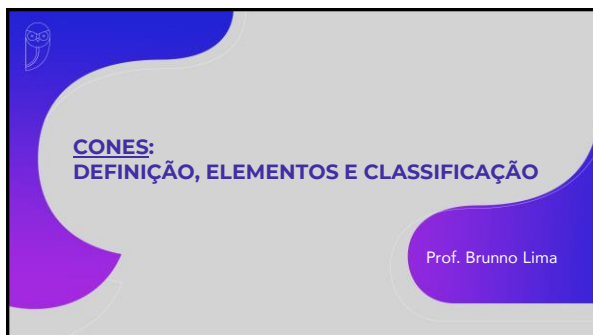 CONES:
DEFINIÇÃO, ELEMENTOS E CLASSIFICAÇÃO
Prof. Brunno Lima